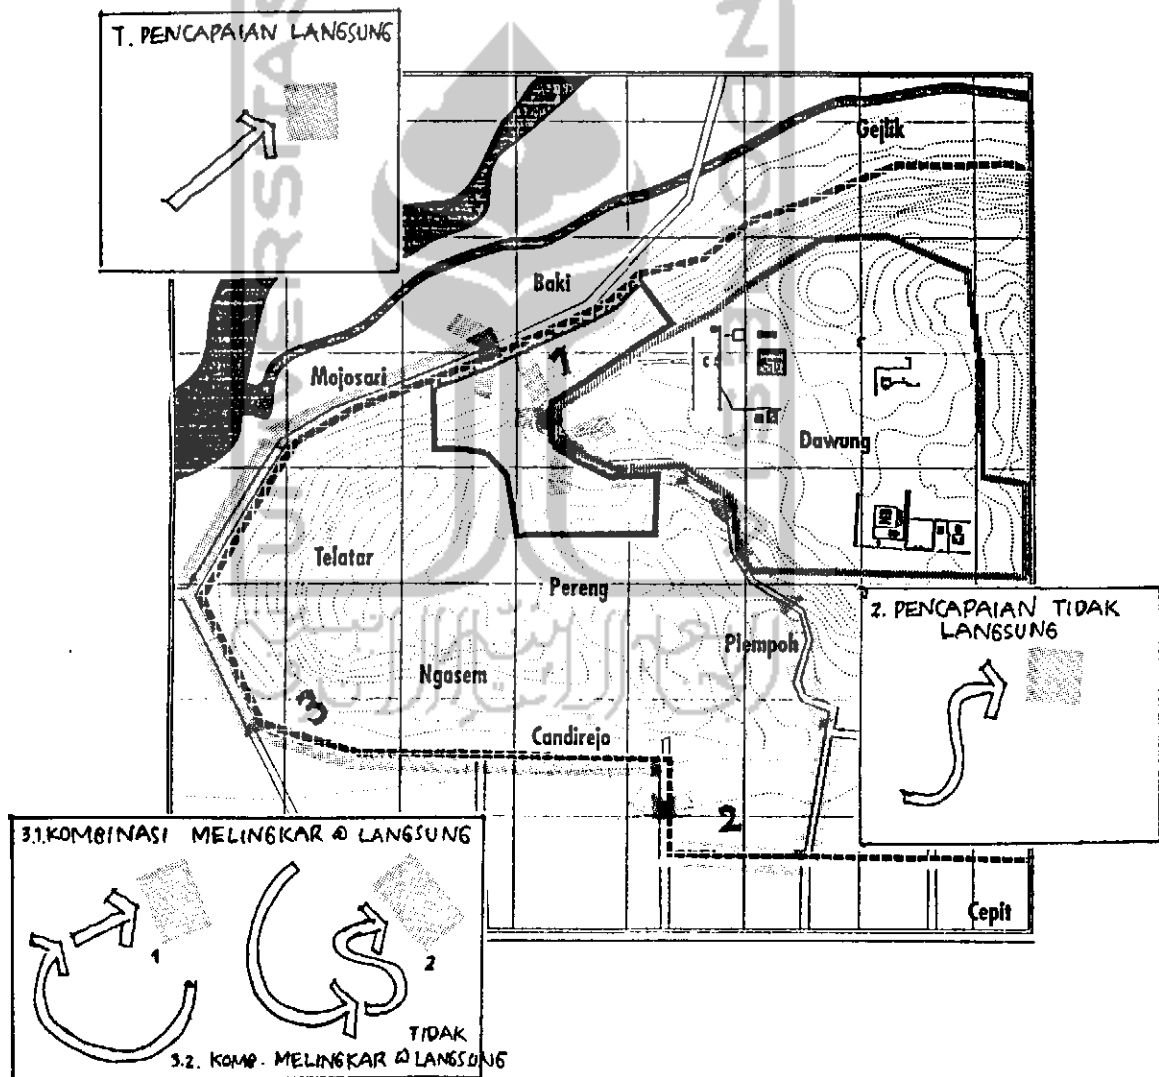 1. PENCAPAIAN LANGSUNG
UNIVERSITAS
Gejlik
Baki
1
Mojosari
Dawung
Telatar
Pereng
2. PENCAPAIAN TIDAK
LANGSUNG
Plempoh
Ngasem
3
Candirejo
2
3.1. KOMBINASI MELINGKAR & LANGSUNG
Cepit
1
2
TIDAK
3.2. KOMB. MELINGKAR & LANGSUNG